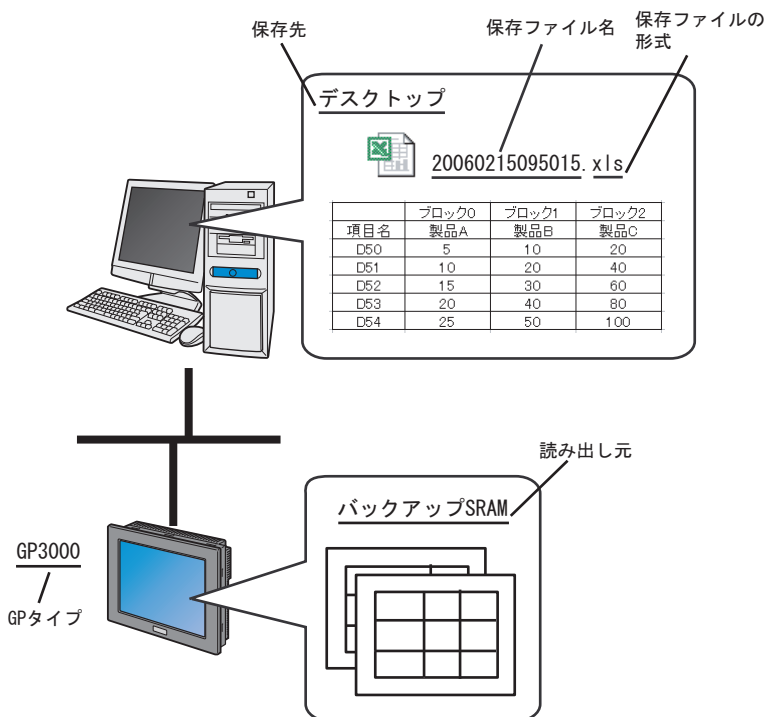 保存先
保存ファイル名
保存ファイルの
形式
デスクトップ
20060215095015.xls
ブロック0 ブロック1 ブロック2
項目名 製品A 製品B 製品C
D50 5 10 20
D51 10 20 40
D52 15 30 60
D53 20 40 80
D54 25 50 100
読み出し元
バックアップSRAM
GP3000
GPタイプ